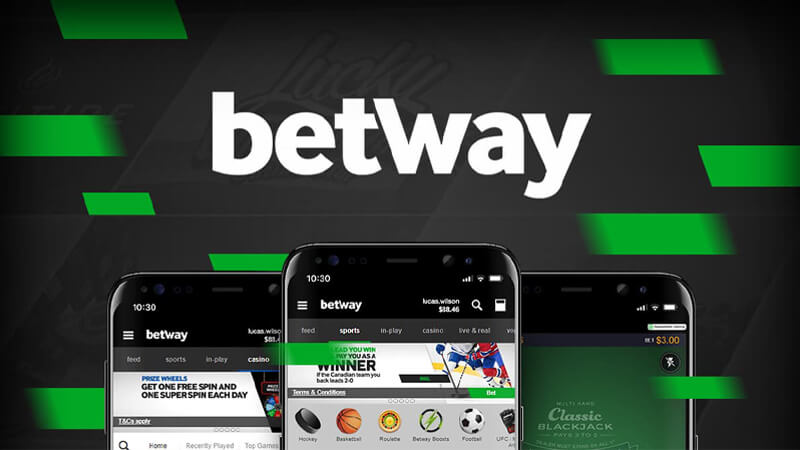 betway
10:30
betway
lucas.wilson
feed sports in-play casino
PRIZE WHEELS
GET ONE FREE SPIN AND
ONE SUPER SPIN EACH DAY
T&Cs apply
Home Recently Played Top Games
10:30
betway
lucas.wilson
$88.46
feed sports in-play casino live & real
LEAD YOU WIN
PAY YOU AS A
WINNER
If the Canadian team you
back leads 2-0
Terms & Conditions
Bet
Hockey Basketball Roulette Betway Boosts Football UFC
10:30
BET $3.00
MULTI HAND
Classic
BLACKJACK
PAYS 3 TO 2